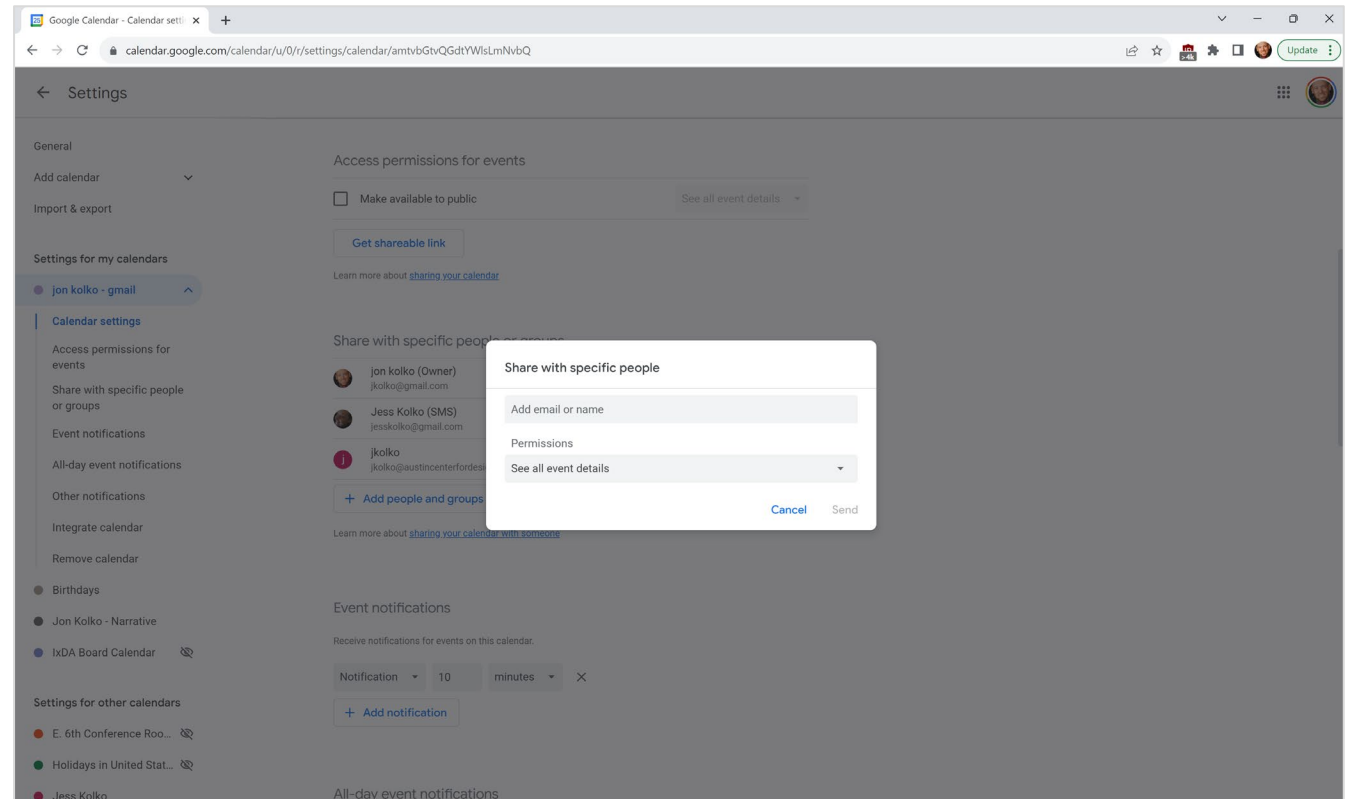 Google Calendar - Calendar setti
calendar.google.com/calendar/u/0/r/settings/calendar/amtvbGtvQGdtYWlsLmNvbQ
>4k
Update
Settings
General
Add calendar
Import & export
Settings for my calendars
jon kolko - gmail
Calendar settings
Access permissions for
events
Share with specific people
or groups
Event notifications
All-day event notifications
Other notifications
Integrate calendar
Remove calendar
Birthdays
Jon Kolko - Narrative
IxDA Board Calendar
Settings for other calendars
E. 6th Conference Roo...
Holidays in United Stat...
Jess Kolko
Access permissions for events
Make available to public
See all event details
Get shareable link
Learn more about sharing your calendar
Share with specific people or groups
jon kolko (Owner)
jkolko@gmail.com
Jess Kolko (SMS)
jesskolko@gmail.com
j
jkolko
jkolko@austincenterfordesi
+ Add people and groups
Learn more about sharing your calendar with someone
Share with specific people
Add email or name
Permissions
See all event details
Cancel Send
Event notifications
Receive notifications for events on this calendar.
Notification 10 minutes
+ Add notification
All-day event notifications